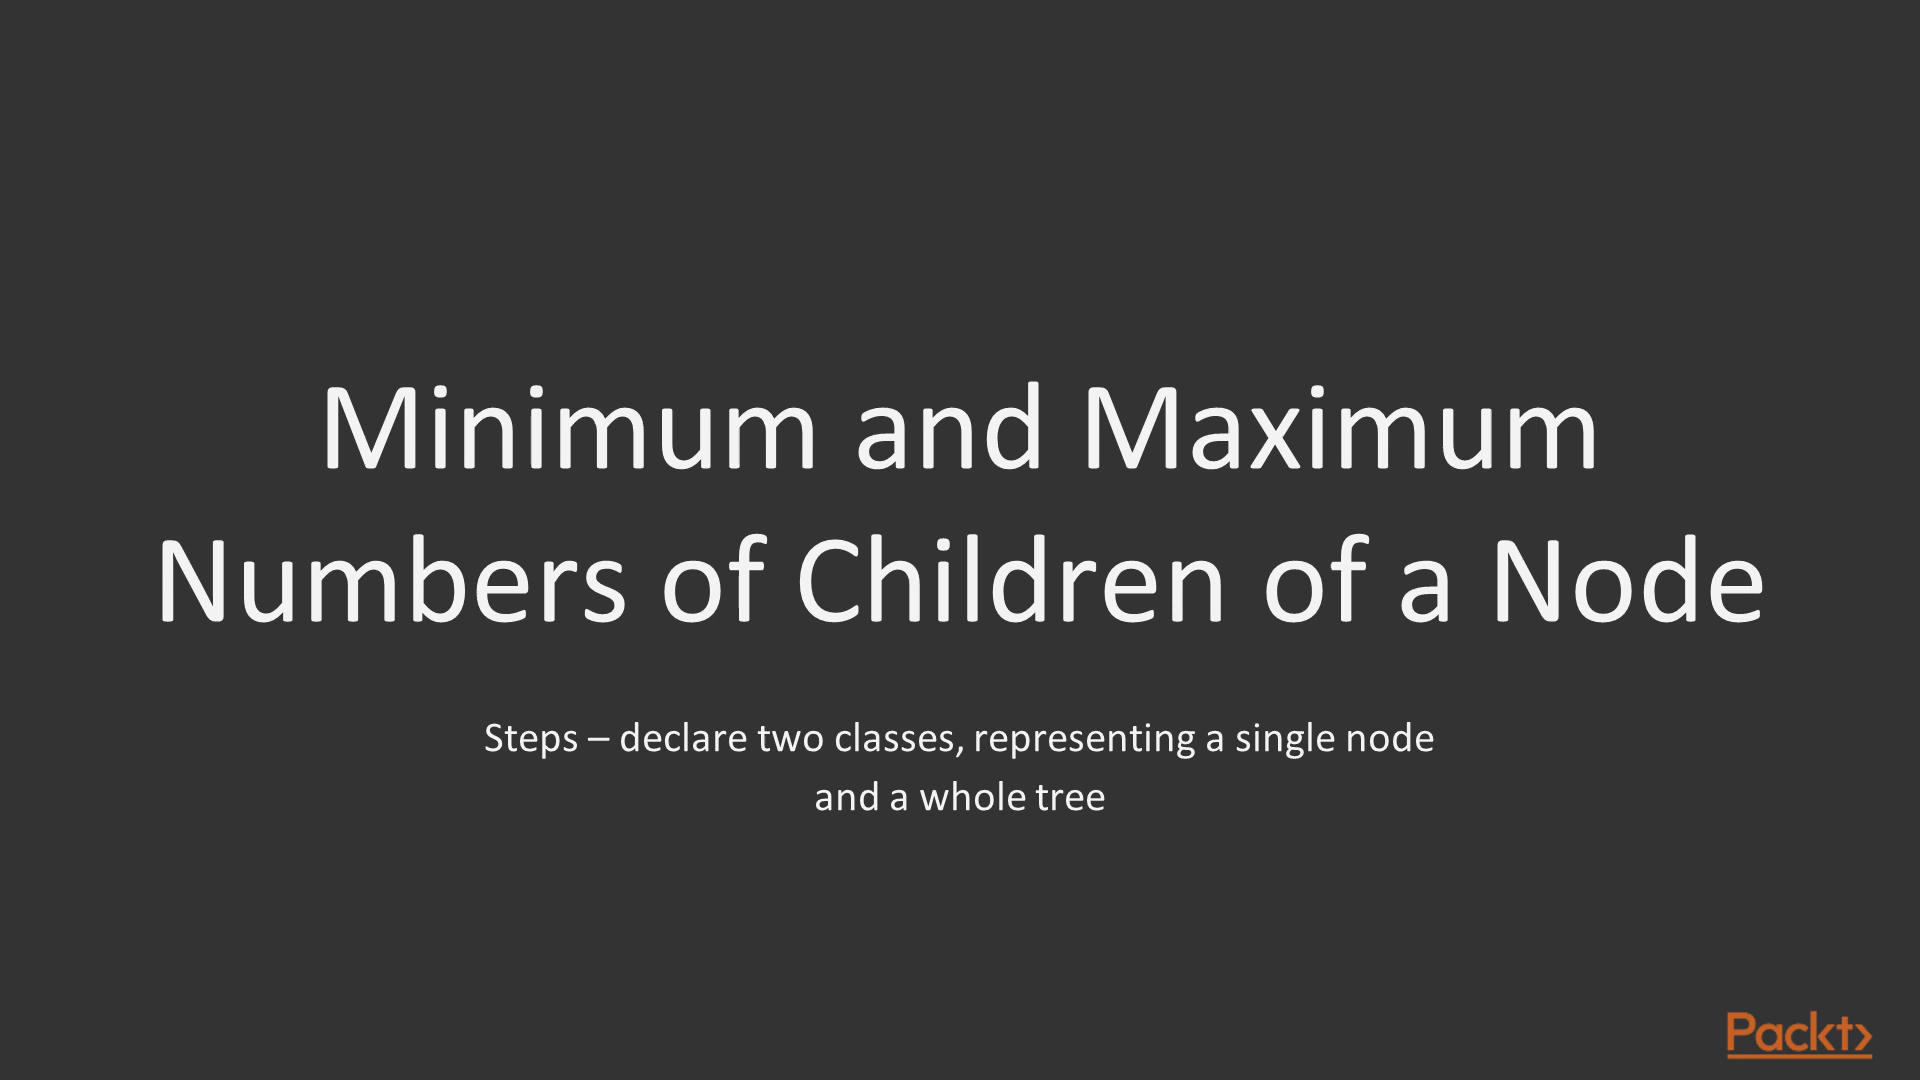 Minimum and Maximum
Numbers of Children of a Node
Steps – declare two classes, representing a single node
and a whole tree
Packt>